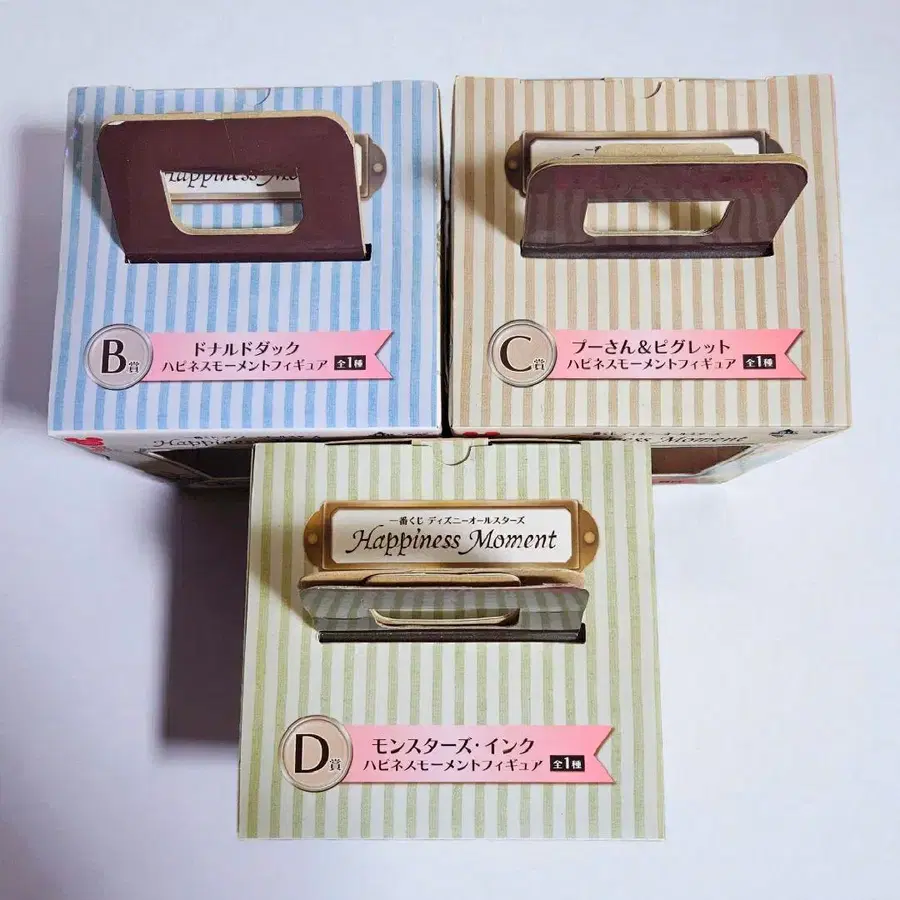 Happiness Mo
B賞
ドナルドダック
ハピネスモーメントフィギュア 全1種
C賞
プーさん&ピグレット
ハピネスモーメントフィギュア 全1種
Happiness
Happiness Moment
一番くじ ディズニーオールスターズ
Happiness Moment
D賞
モンスターズ・インク
ハピネスモーメントフィギュア 全1種